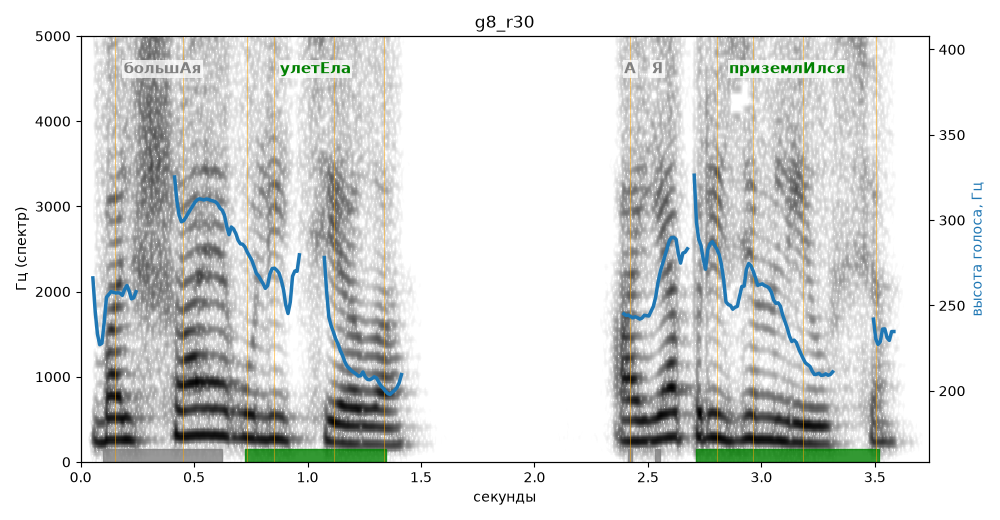 g8_r30
5000
4000
3000
2000
1000
0
Гц (спектр)
400
350
300
250
200
высота голоса, Гц
большАя улетЕла А Я приземлИлся
0.0 0.5 1.0 1.5 2.0 2.5 3.0 3.5
секунды